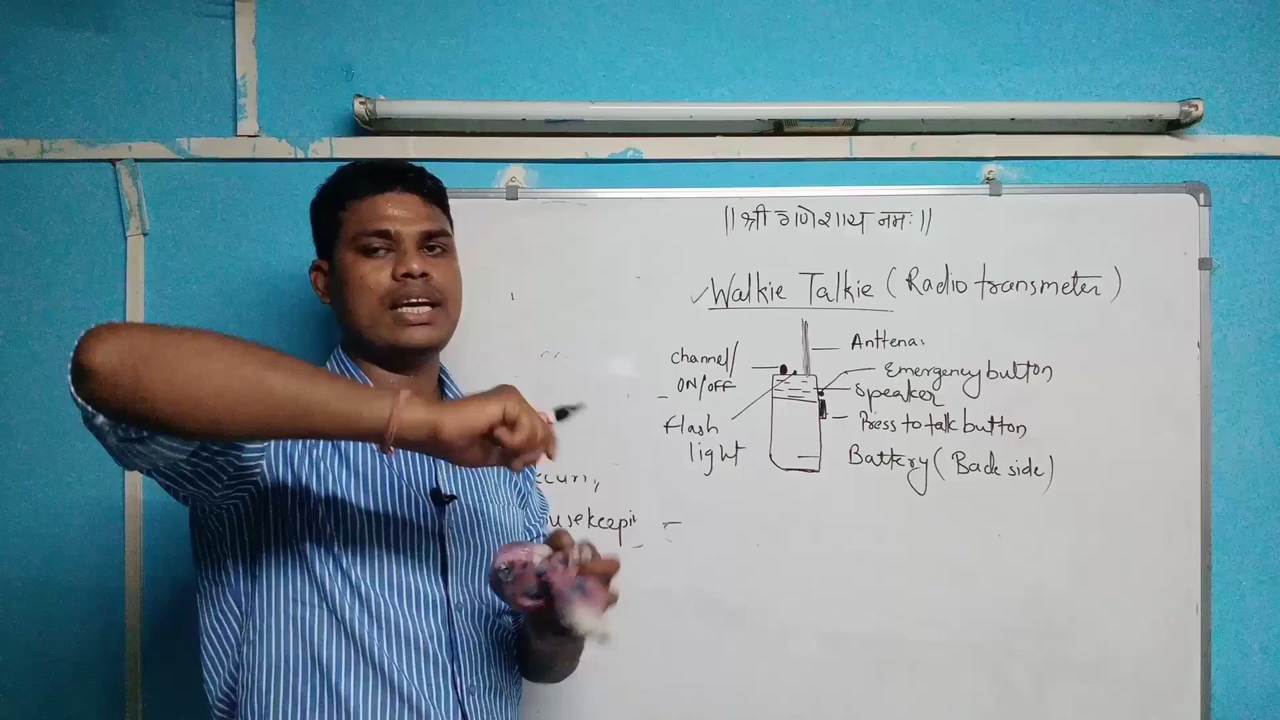 || श्री गणेशाय नमः ||
Walkie Talkie (Radio transmeter)
Anttena
channel/
ON/OFF
Emergency button
Speaker
Flash
light
Press to talk button
Battery (Back side)